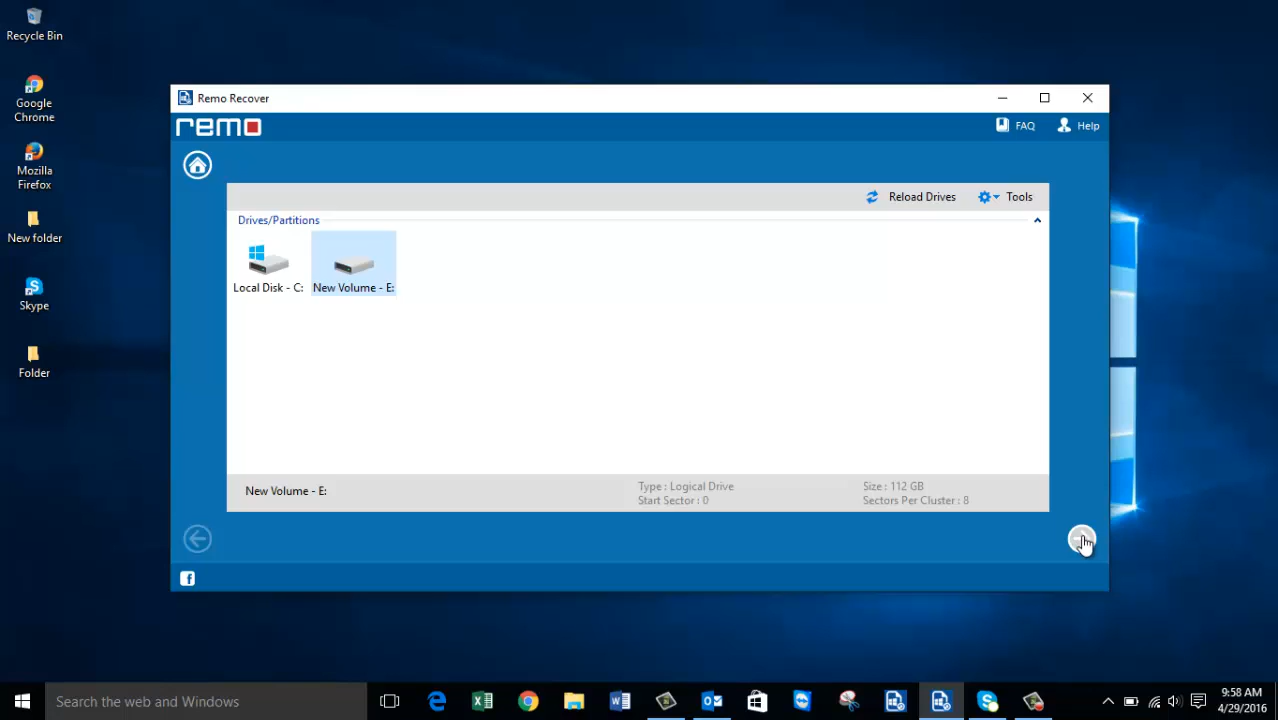 Recycle Bin
Google
Chrome
Mozilla
Firefox
New folder
Skype
Folder
Remo Recover
remo
FAQ
Help
Reload Drives
Tools
Drives/Partitions
Local Disk - C:
New Volume - E:
New Volume - E:
Type : Logical Drive
Start Sector : 0
Size : 112 GB
Sectors Per Cluster : 8
Search the web and Windows
9:58 AM
4/29/2016